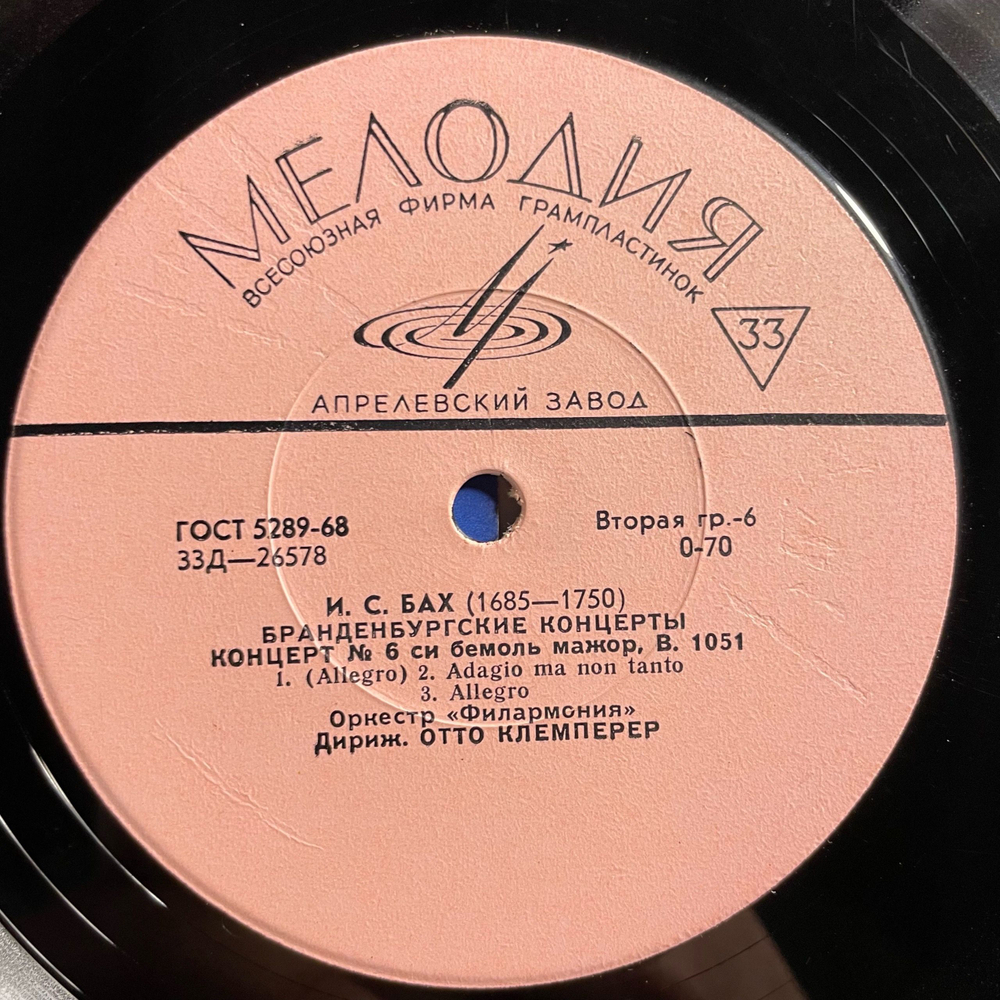 МЕЛОДИЯ
ВСЕСОЮЗНАЯ ФИРМА ГРАМПЛАСТИНОК
33
АПРЕЛЕВСКИЙ ЗАВОД
ГОСТ 5289-68
33Д—26578
Вторая гр.-6
0-70
И. С. БАХ (1685—1750)
БРАНДЕНБУРГСКИЕ КОНЦЕРТЫ
КОНЦЕРТ № 6 си бемоль мажор, В. 1051
1. (Allegro) 2. Adagio ma non tanto
3. Allegro
Оркестр «Филармония»
Дириж. ОТТО КЛЕМПЕРЕР